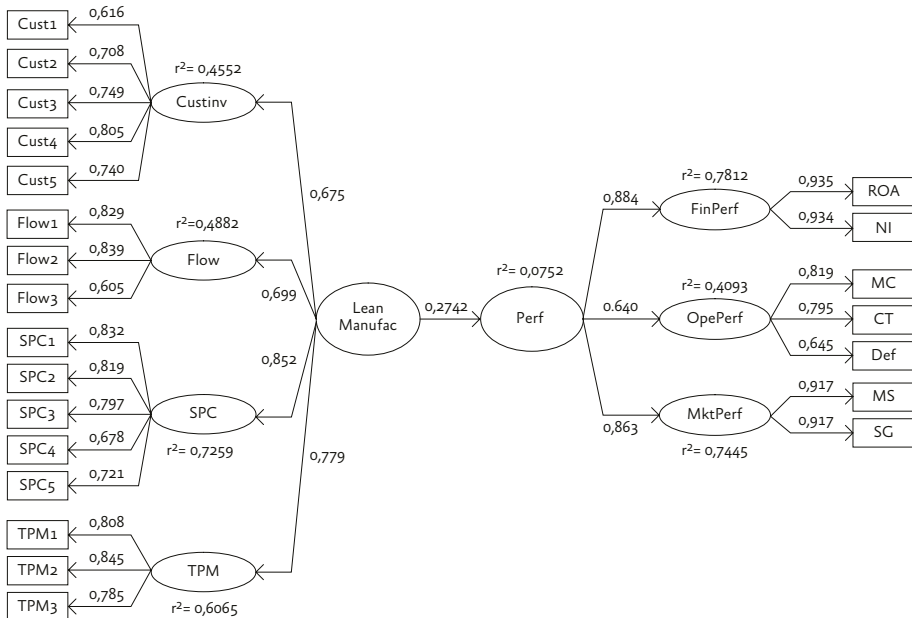 Cust1
0,616
Cust2
0,708
Cust3
0,749
Cust4
0,805
Cust5
0,740
r²= 0,4552
Custinv
0,675
Flow1
0,829
Flow2
0,839
Flow3
0,605
r²=0,4882
Flow
0,699
SPC1
0,832
SPC2
0,819
SPC3
0,797
SPC4
0,678
SPC5
0,721
SPC
r²= 0,7259
0,852
TPM1
0,808
TPM2
0,845
TPM3
0,785
TPM
r²= 0,6065
0,779
Lean
Manufac
0,2742
r²= 0,0752
Perf
0,884
r²= 0,7812
FinPerf
0,935
ROA
0,934
NI
0.640
r²= 0,4093
OpePerf
0,819
MC
0,795
CT
0,645
Def
0,863
MktPerf
r²= 0,7445
0,917
MS
0,917
SG